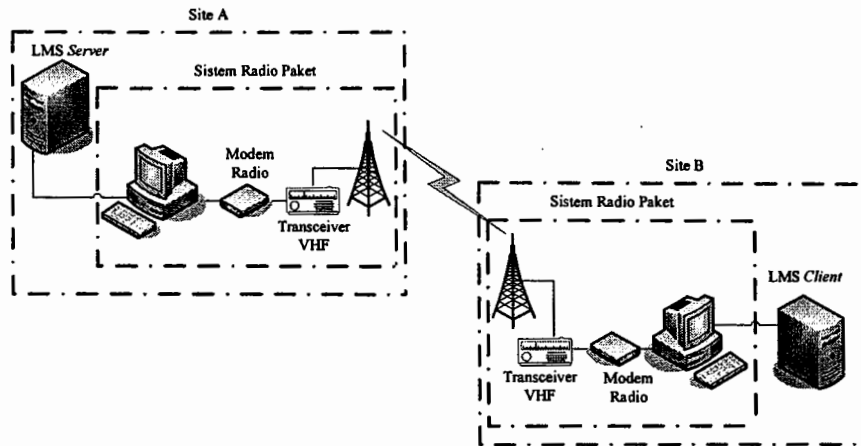 Site A
LMS Server
Sistem Radio Paket
Modem
Radio
Transceiver
VHF
Site B
Sistem Radio Paket
LMS Client
Transceiver
VHF
Modem
Radio